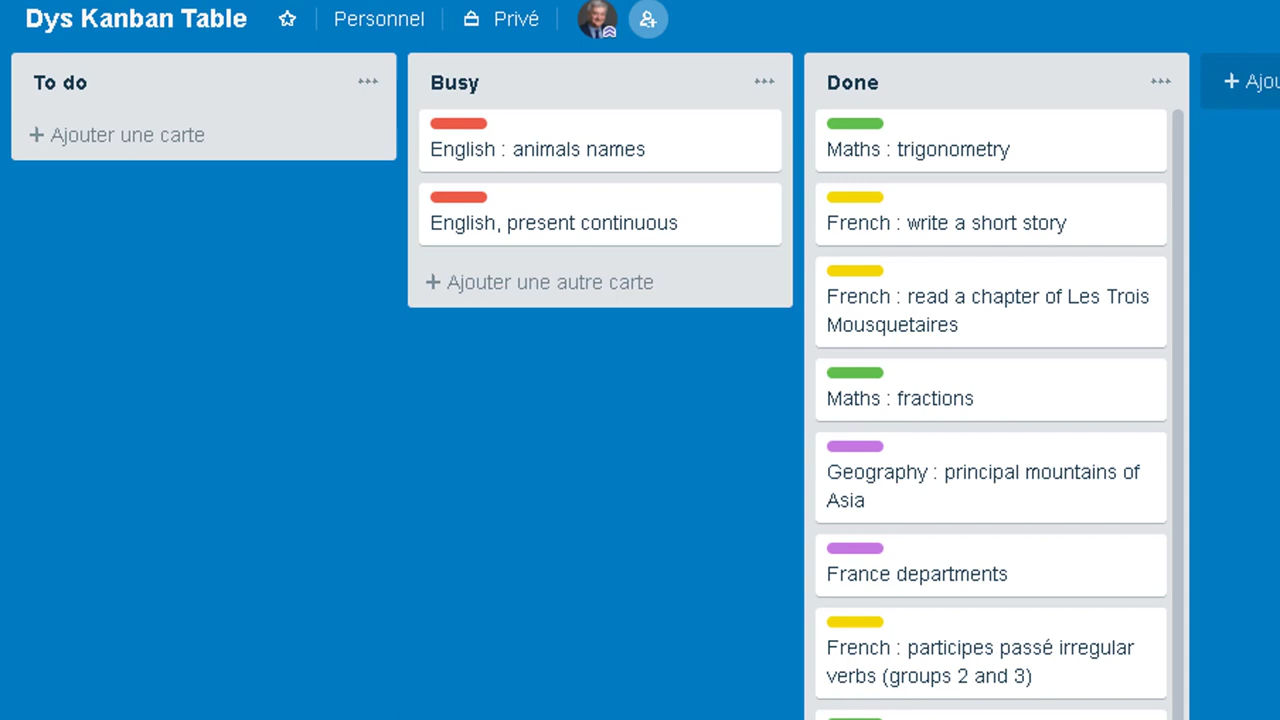 Dys Kanban Table
Personnel
Privé
To do
+ Ajouter une carte
Busy
English : animals names
English, present continuous
+ Ajouter une autre carte
Done
Maths : trigonometry
French : write a short story
French : read a chapter of Les Trois
Mousquetaires
Maths : fractions
Geography : principal mountains of
Asia
France departments
French : participes passé irregular
verbs (groups 2 and 3)
+ Ajou